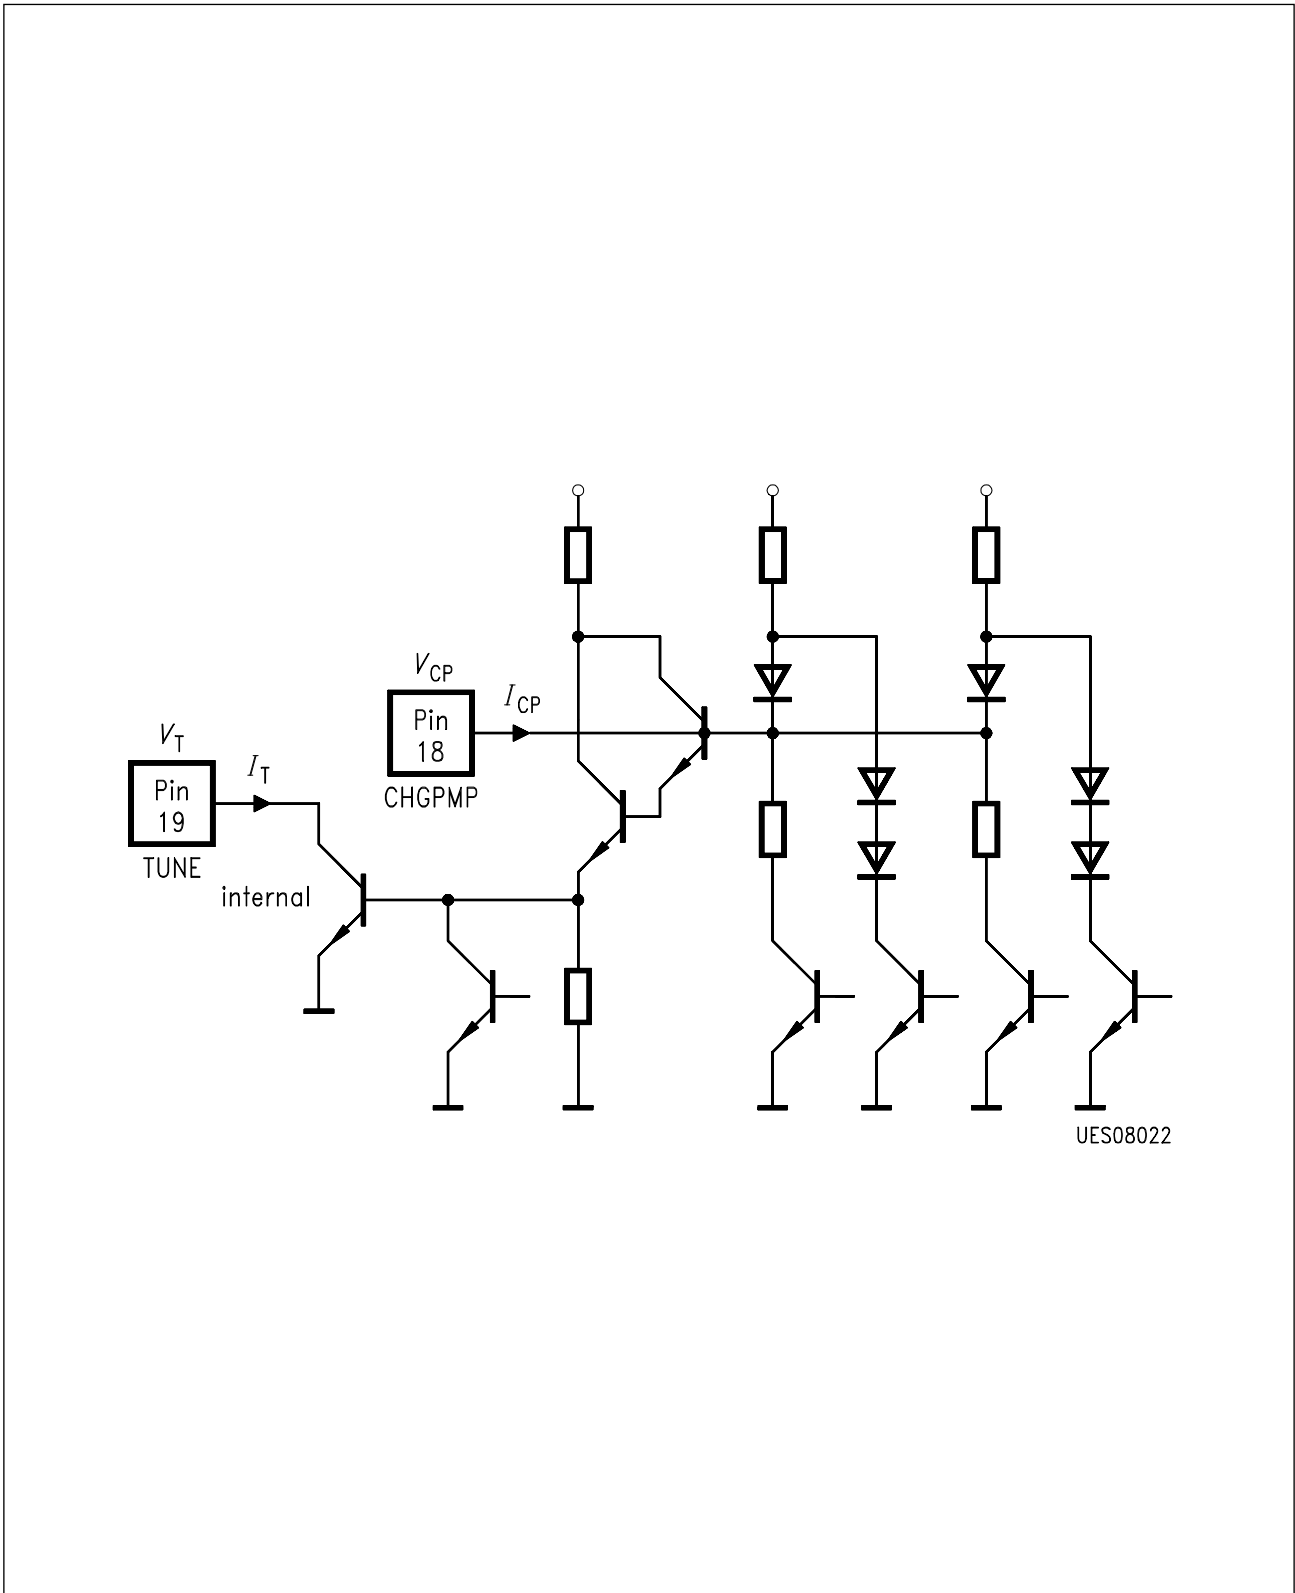 V_CP
I_CP
Pin
18
CHGPMP
V_T
I_T
Pin
19
TUNE
internal
UES08022